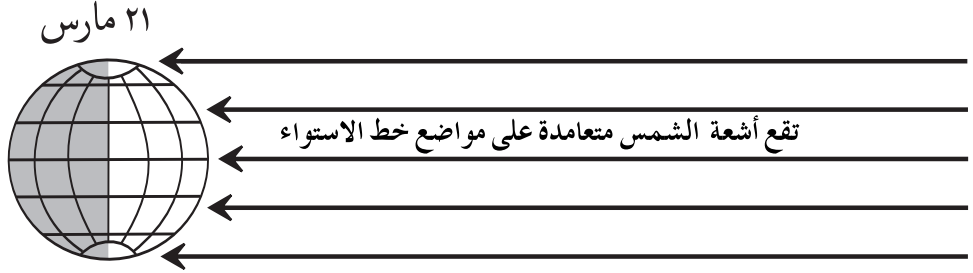 ٢١ مارس
تقع أشعة الشمس متعامدة على مواضع خط الاستواء